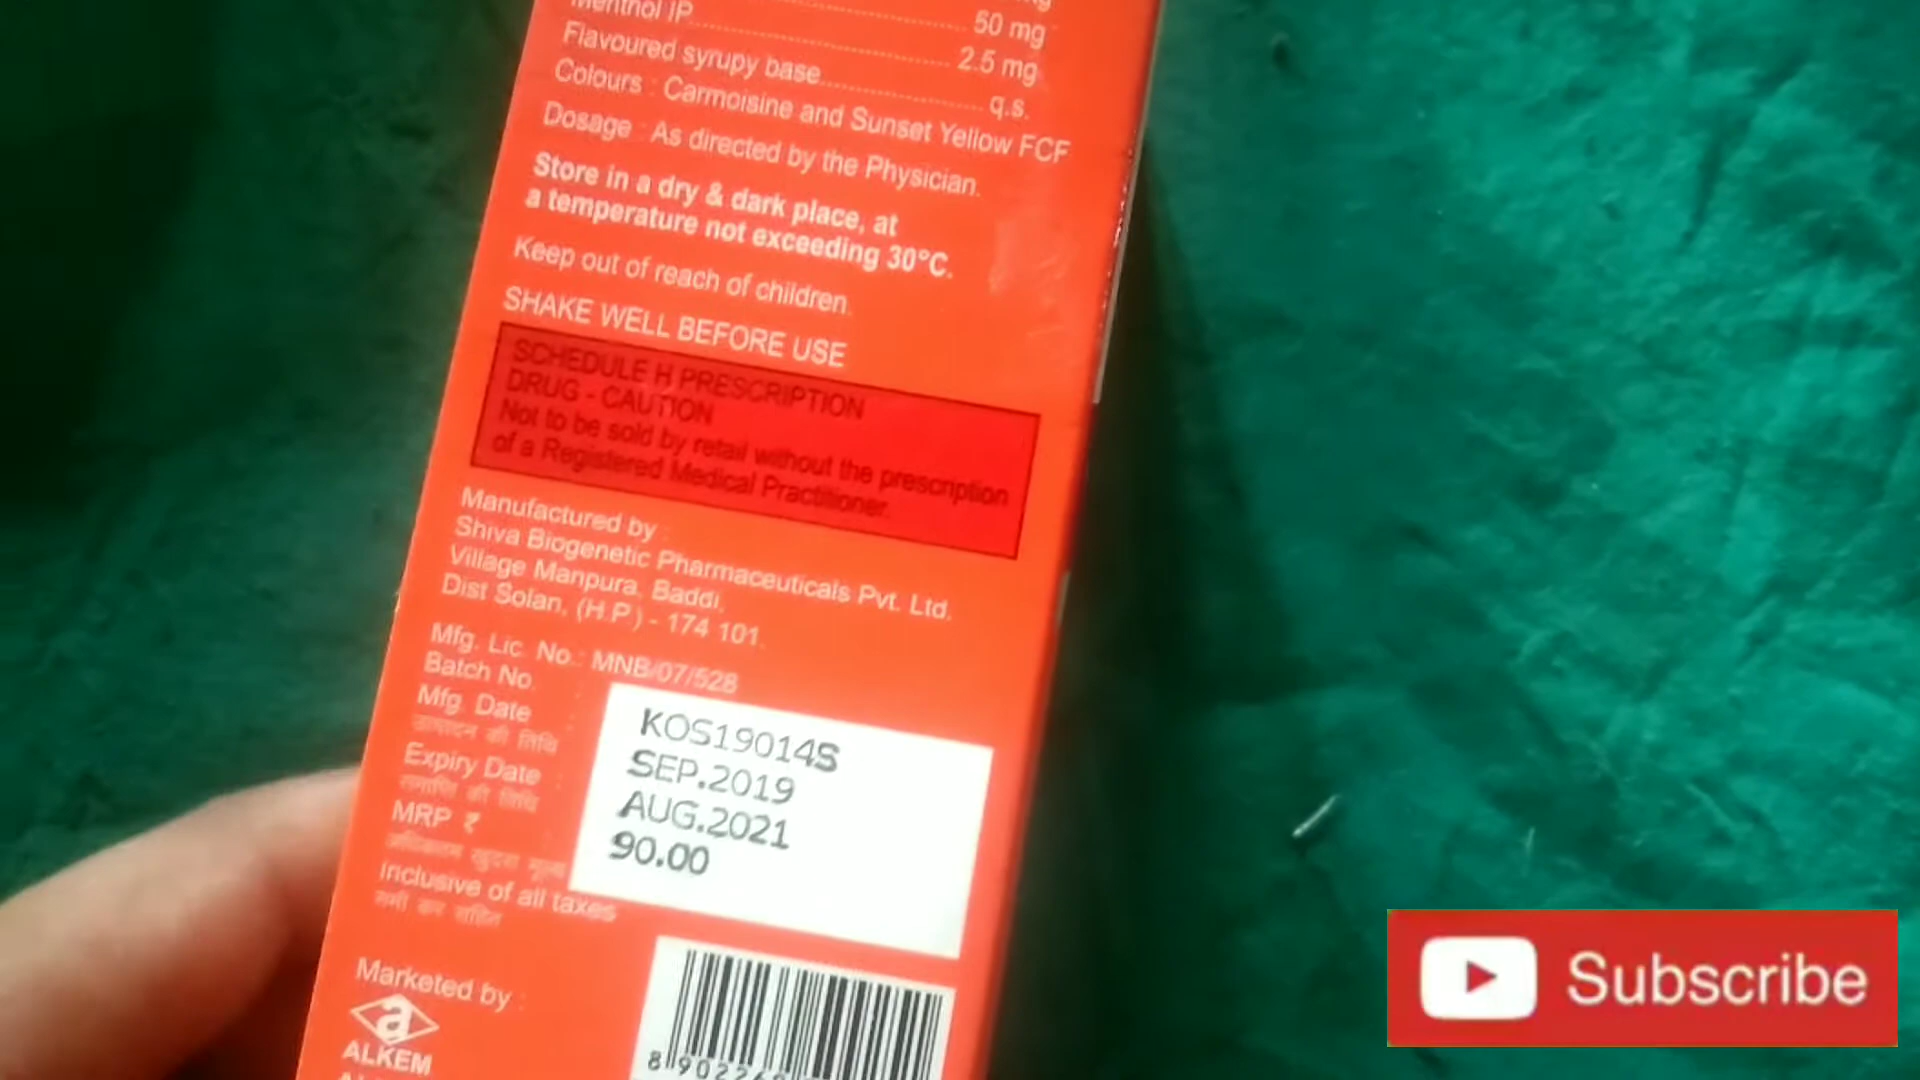 50 mg
Menthol IP 2.5 mg
Flavoured syrupy base q.s.
Colours : Carmoisine and Sunset Yellow FCF
Dosage : As directed by the Physician.
Store in a dry & dark place, at
a temperature not exceeding 30°C.
Keep out of reach of children.
SHAKE WELL BEFORE USE
SCHEDULE H PRESCRIPTION
DRUG - CAUTION
Not to be sold by retail without the prescription
of a Registered Medical Practitioner.
Manufactured by :
Shiva Biogenetic Pharmaceuticals Pvt. Ltd.
Village Manpura, Baddi,
Dist Solan, (H.P.) - 174 101.
Mfg. Lic. No.: MNB/07/528
Batch No. : KOS19014S
Mfg. Date : SEP.2019
उत्पादन की तिथि
Expiry Date : AUG.2021
समाप्ति की तिथि
MRP ₹ 90.00
अधिकतम खुदरा मूल्य
Inclusive of all taxes
सभी कर सहित
Marketed by :
a
ALKEM
Subscribe